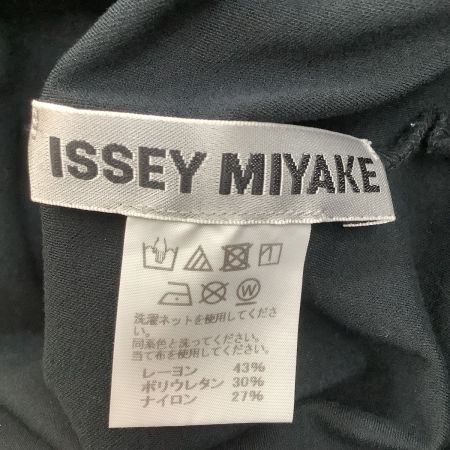 ISSEY MIYAKE
W
洗濯ネットを使用してくださ
い。
同系色と洗ってください。
当て布を使用してください。
レーヨン 43%
ポリウレタン 30%
ナイロン 27%